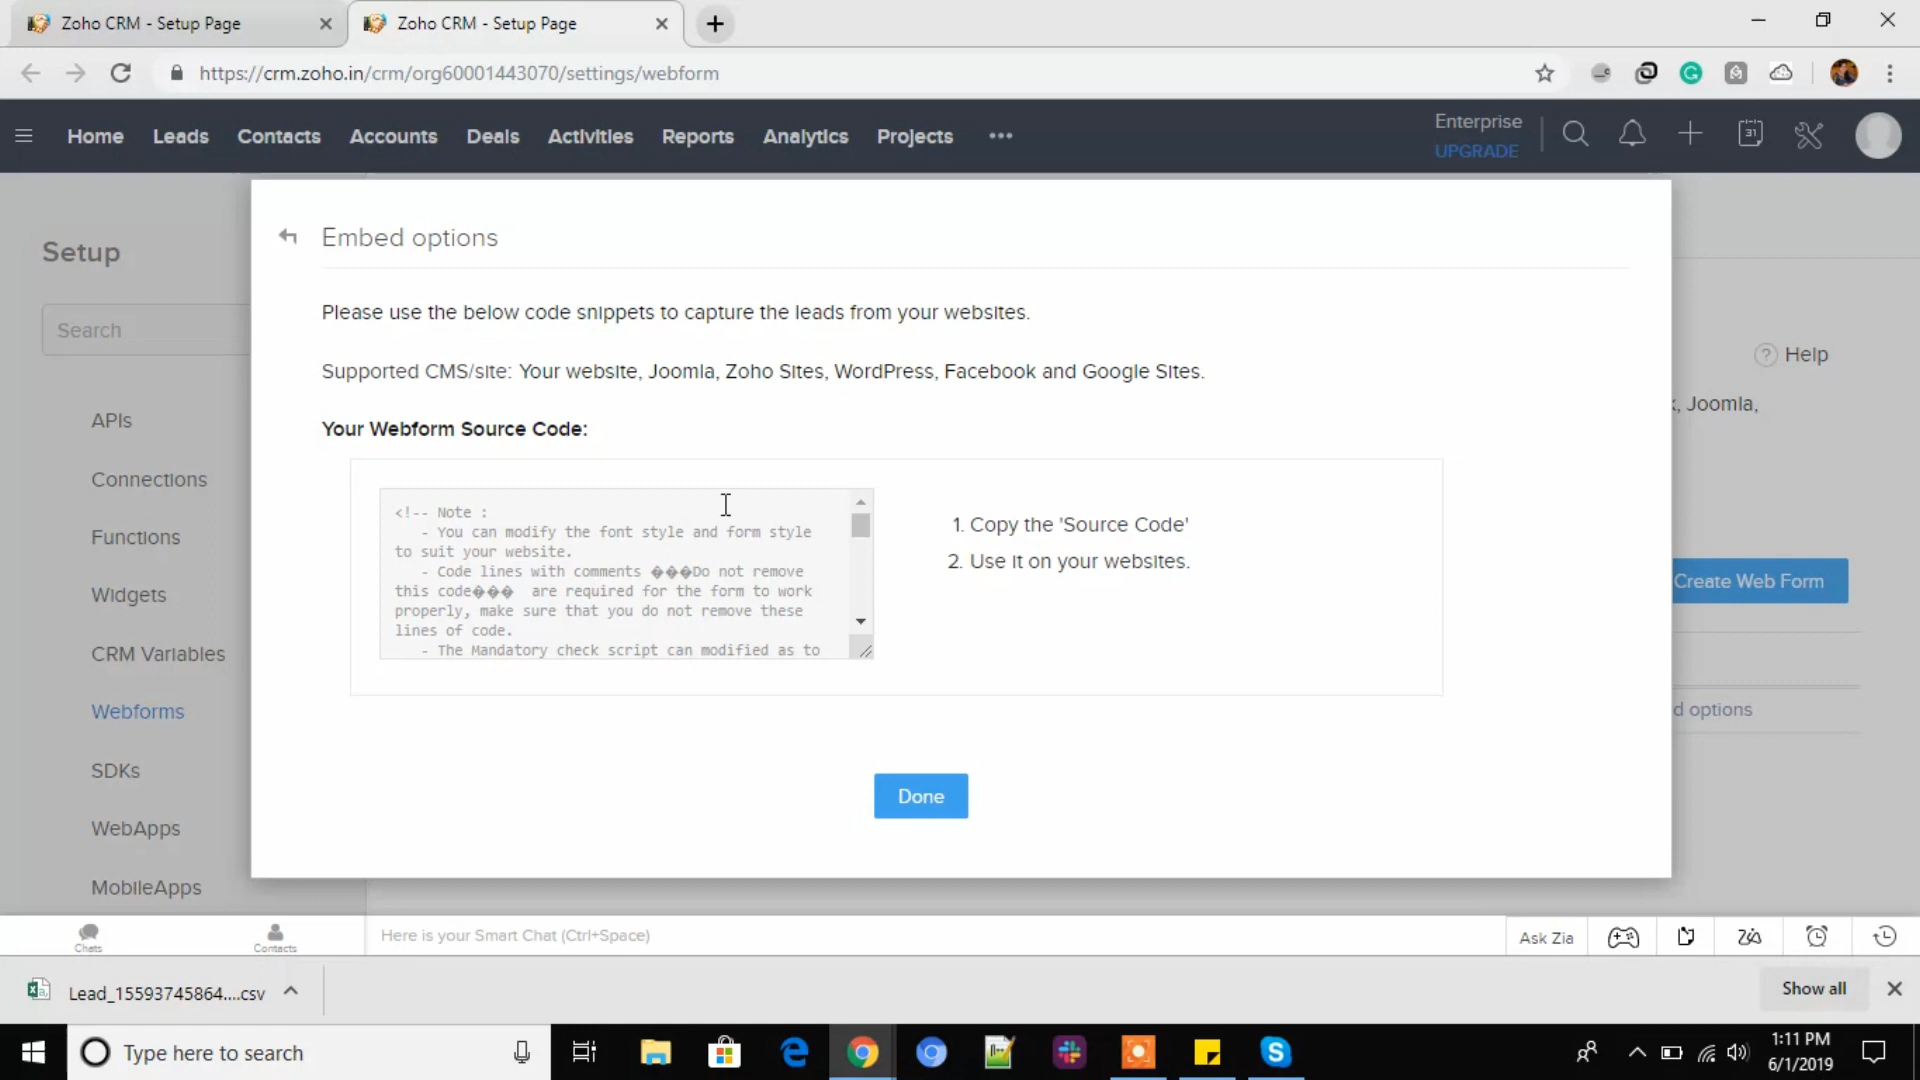 Zoho CRM - Setup Page
Zoho CRM - Setup Page
https://crm.zoho.in/crm/org60001443070/settings/webform
Home Leads Contacts Accounts Deals Activities Reports Analytics Projects
Enterprise
UPGRADE
31
Setup
Search
APIs
Connections
Functions
Widgets
CRM Variables
Webforms
SDKs
WebApps
MobileApps
Embed options
Please use the below code snippets to capture the leads from your websites.
Supported CMS/site: Your website, Joomla, Zoho Sites, WordPress, Facebook and Google Sites.
Your Webform Source Code:
<!-- Note :
- You can modify the font style and form style
to suit your website.
- Code lines with comments ���Do not remove
this code��� are required for the form to work
properly, make sure that you do not remove these
lines of code.
- The Mandatory check script can modified as to
1. Copy the 'Source Code'
2. Use it on your websites.
Done
? Help
, Joomla,
Create Web Form
d options
Chats
Contacts
Here is your Smart Chat (Ctrl+Space)
Ask Zia
Lead_15593745864....csv
Show all
Type here to search
1:11 PM
6/1/2019